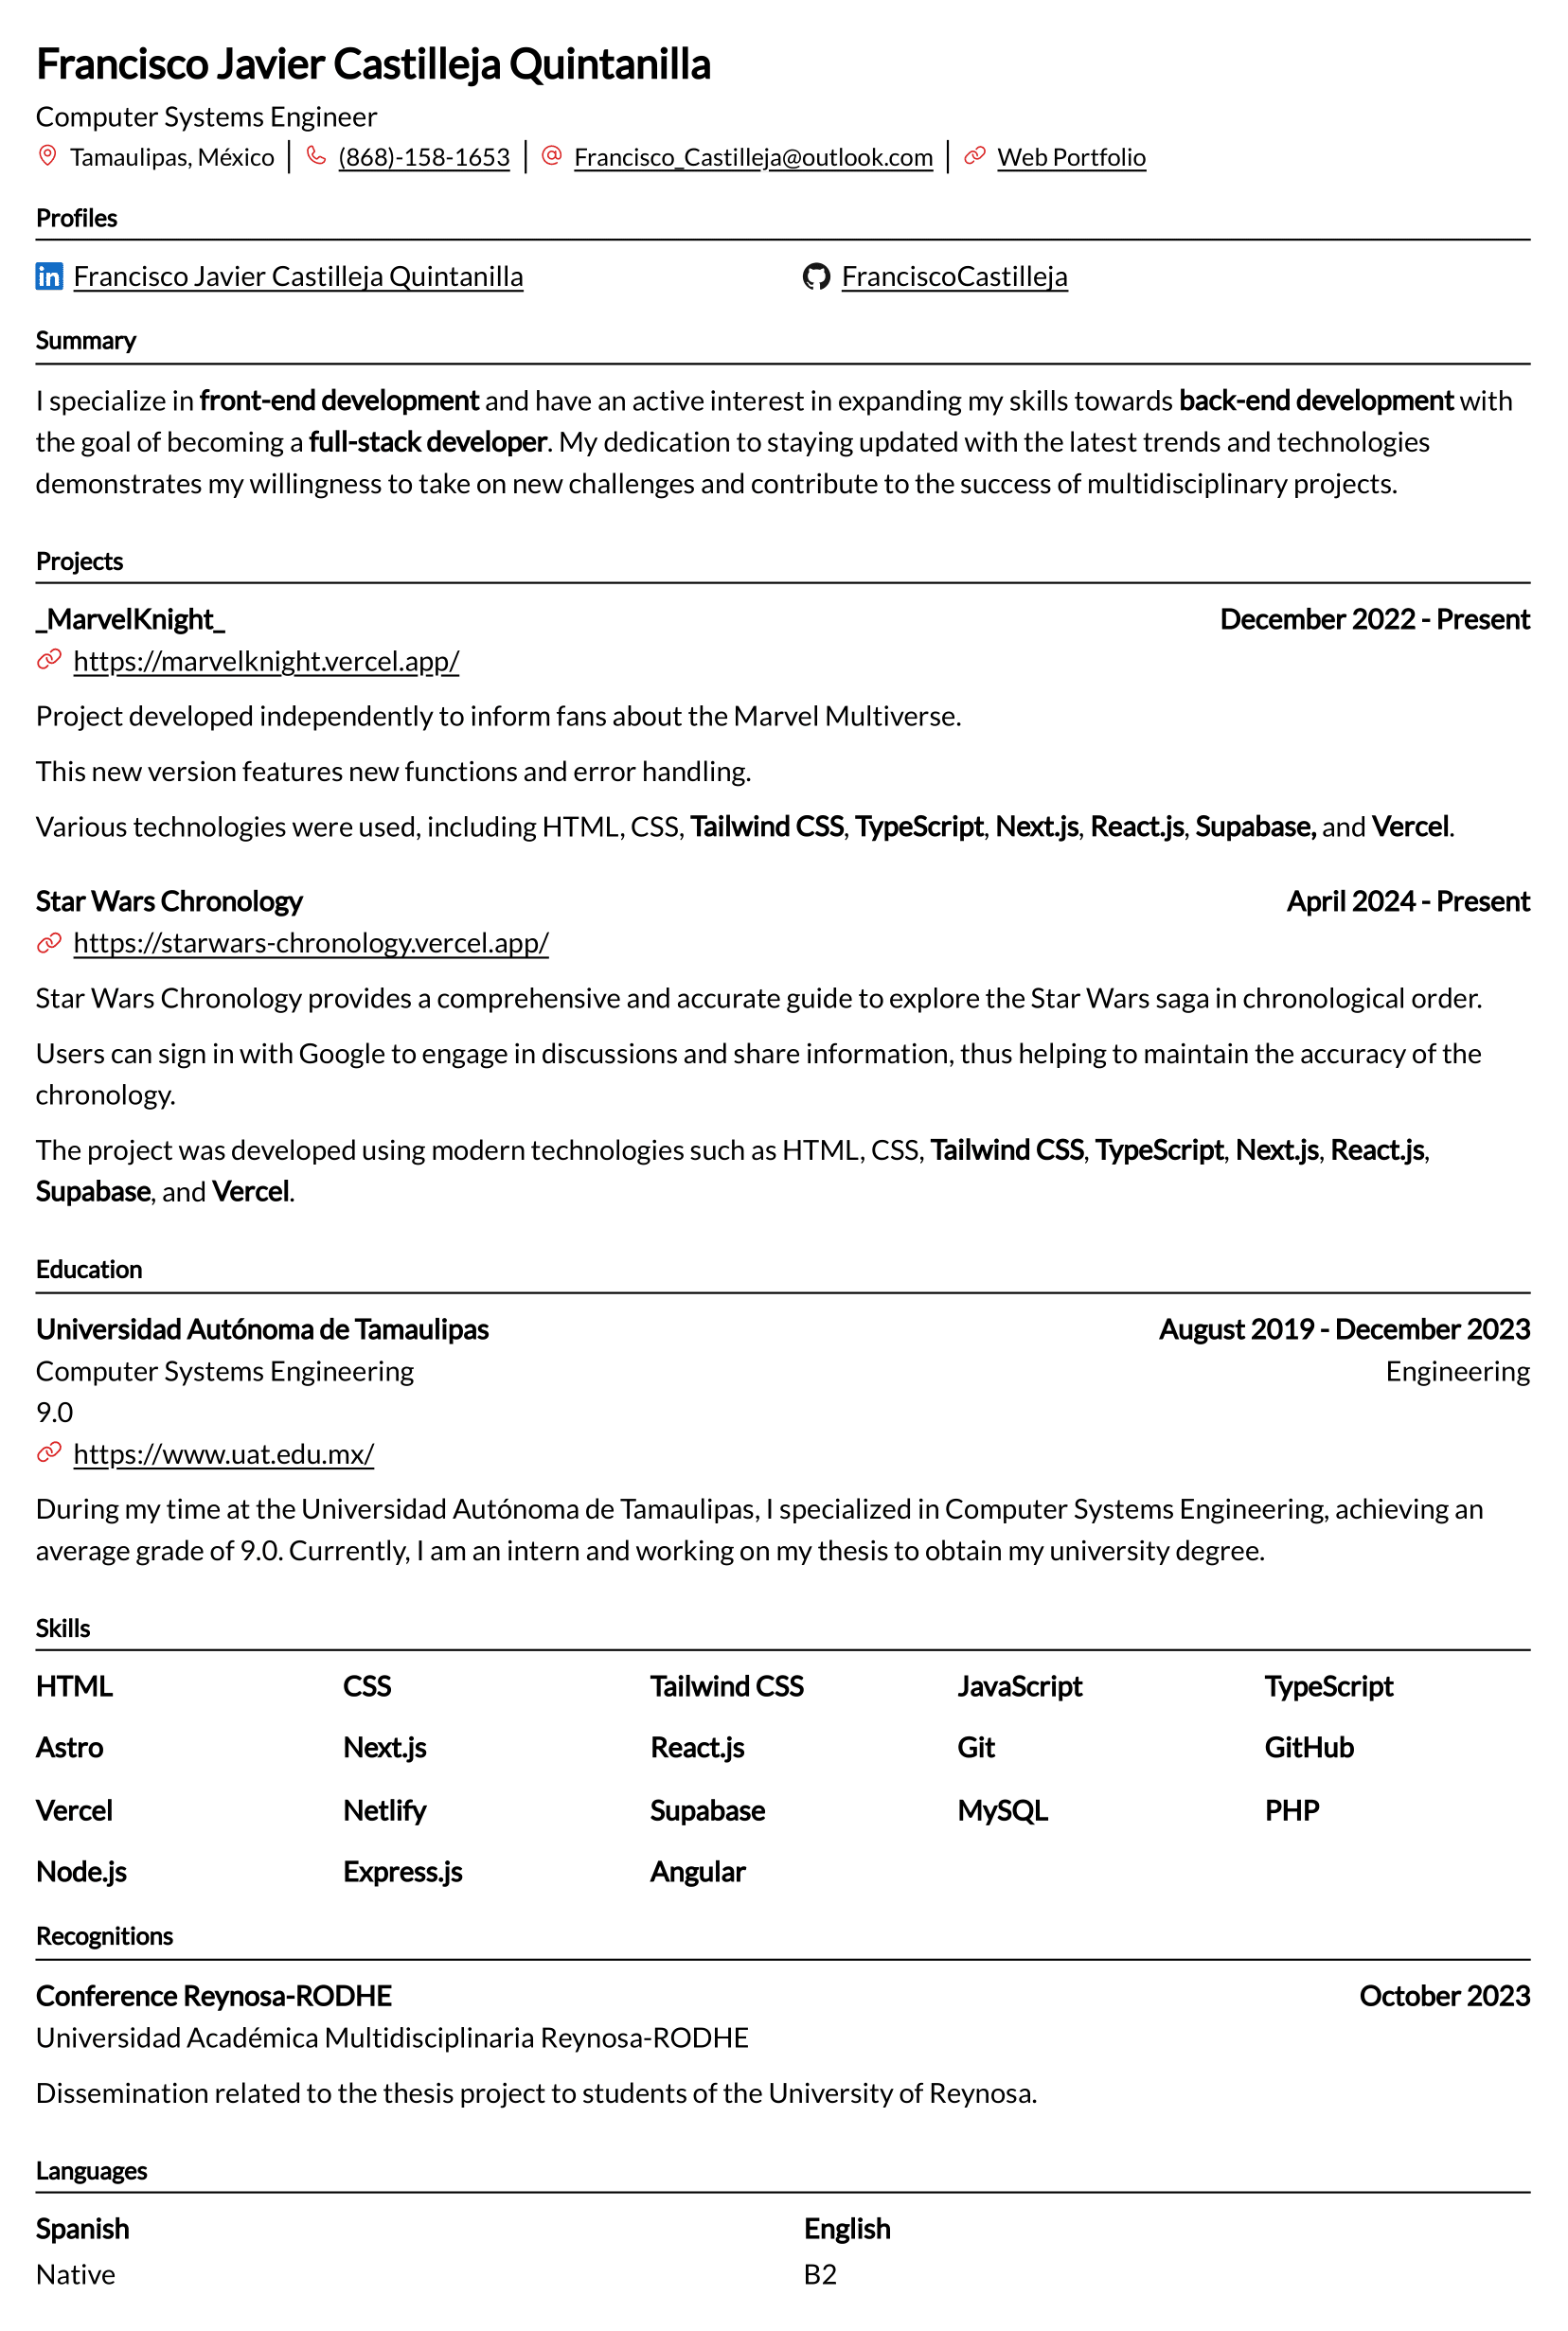 Francisco Javier Castilleja Quintanilla
Computer Systems Engineer
Tamaulipas, México (868)-158-1653 Francisco_Castilleja@outlook.com Web Portfolio
Profiles
Francisco Javier Castilleja Quintanilla FranciscoCastilleja
Summary
I specialize in front-end development and have an active interest in expanding my skills towards back-end development with
the goal of becoming a full-stack developer. My dedication to staying updated with the latest trends and technologies
demonstrates my willingness to take on new challenges and contribute to the success of multidisciplinary projects.
Projects
_MarvelKnight_ December 2022 - Present
https://marvelknight.vercel.app/
Project developed independently to inform fans about the Marvel Multiverse.
This new version features new functions and error handling.
Various technologies were used, including HTML, CSS, Tailwind CSS, TypeScript, Next.js, React.js, Supabase, and Vercel.
Star Wars Chronology April 2024 - Present
https://starwars-chronology.vercel.app/
Star Wars Chronology provides a comprehensive and accurate guide to explore the Star Wars saga in chronological order.
Users can sign in with Google to engage in discussions and share information, thus helping to maintain the accuracy of the
chronology.
The project was developed using modern technologies such as HTML, CSS, Tailwind CSS, TypeScript, Next.js, React.js,
Supabase, and Vercel.
Education
Universidad Autónoma de Tamaulipas August 2019 - December 2023
Computer Systems Engineering Engineering
9.0
https://www.uat.edu.mx/
During my time at the Universidad Autónoma de Tamaulipas, I specialized in Computer Systems Engineering, achieving an
average grade of 9.0. Currently, I am an intern and working on my thesis to obtain my university degree.
Skills
HTML CSS Tailwind CSS JavaScript TypeScript
Astro Next.js React.js Git GitHub
Vercel Netlify Supabase MySQL PHP
Node.js Express.js Angular
Recognitions
Conference Reynosa-RODHE October 2023
Universidad Académica Multidisciplinaria Reynosa-RODHE
Dissemination related to the thesis project to students of the University of Reynosa.
Languages
Spanish English
Native B2